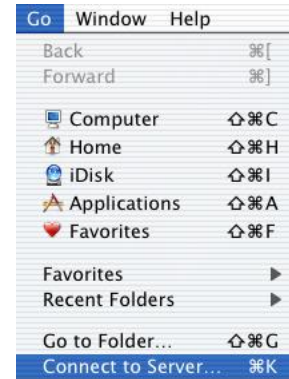 Go Window Help
Back ⌘[
Forward ⌘]
Computer ⇧⌘C
Home ⇧⌘H
iDisk ⇧⌘I
Applications ⇧⌘A
Favorites ⇧⌘F
Favorites ▶
Recent Folders ▶
Go to Folder... ⇧⌘G
Connect to Server... ⌘K